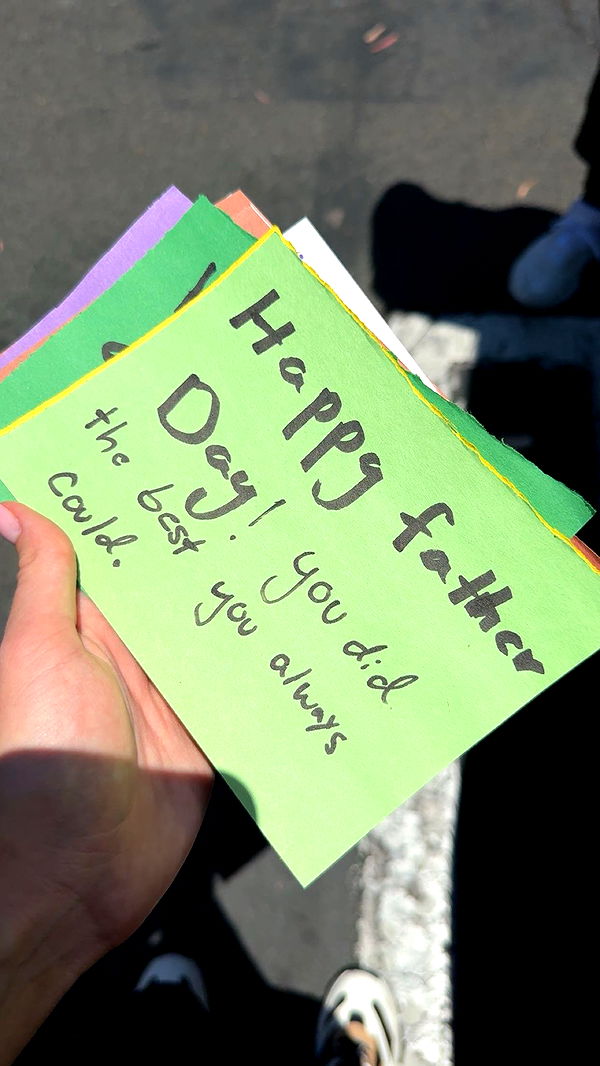 Happy father
Day! You did
the best you always
could.